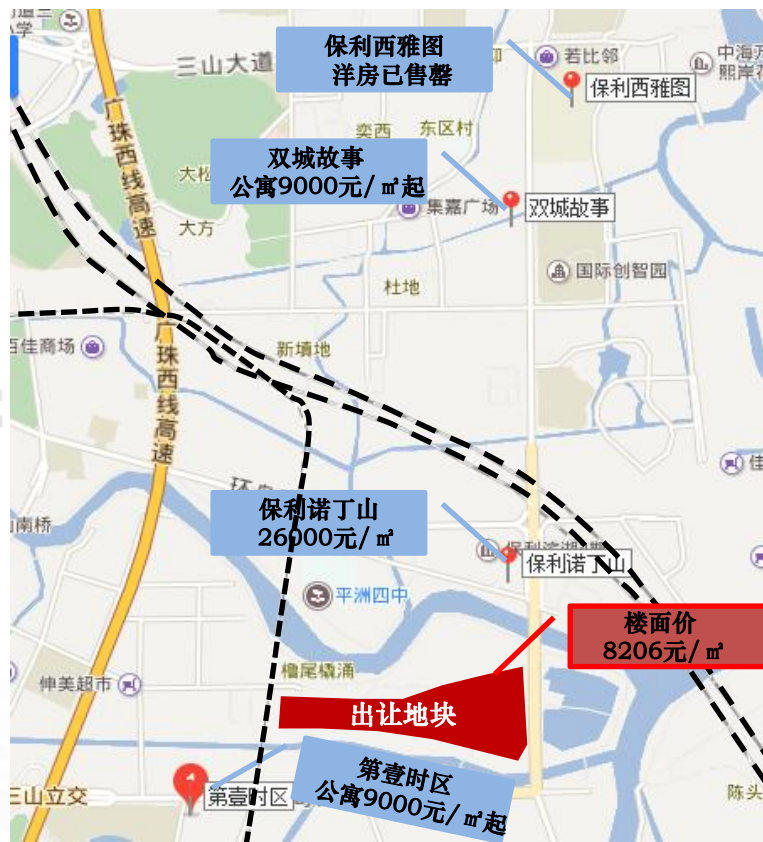 保利西雅图
洋房已售罄
三山大道
若比邻
中海万
熙岸花
保利西雅图
广珠西线高速
奕西
东区村
双城故事
公寓9000元/㎡起
大松
集嘉广场
双城故事
大方
国际创智园
杜地
百佳商场
新填地
广珠西线高速
佳
环
保利诺丁山
26000元/㎡
山南桥
保利诺丁山
平洲四中
楼面价
8206元/㎡
橹尾橇涌
伸美超市
出让地块
第壹时区
公寓9000元/㎡起
三山立交
第壹时区
陈头